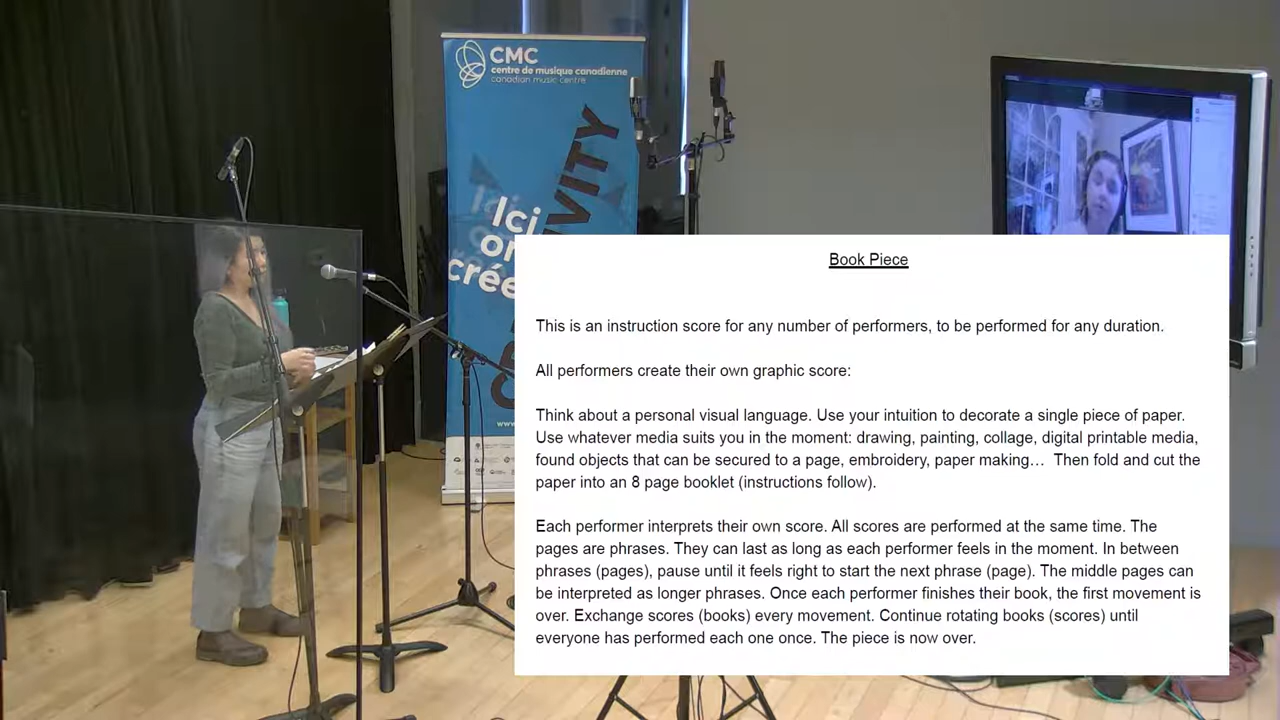 CMC
centre de musique canadienne
canadian music centre
VITY
Ici
on
crée
Book Piece
This is an instruction score for any number of performers, to be performed for any duration.
All performers create their own graphic score:
Think about a personal visual language. Use your intuition to decorate a single piece of paper.
Use whatever media suits you in the moment: drawing, painting, collage, digital printable media,
found objects that can be secured to a page, embroidery, paper making… Then fold and cut the
paper into an 8 page booklet (instructions follow).
Each performer interprets their own score. All scores are performed at the same time. The
pages are phrases. They can last as long as each performer feels in the moment. In between
phrases (pages), pause until it feels right to start the next phrase (page). The middle pages can
be interpreted as longer phrases. Once each performer finishes their book, the first movement is
over. Exchange scores (books) every movement. Continue rotating books (scores) until
everyone has performed each one once. The piece is now over.